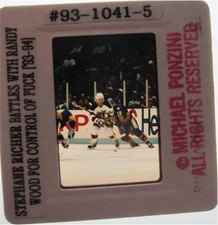 #93-1041-5
STEPHANE RICHER BATTLES WITH RANDY
WOOD FOR CONTROL OF PUCK ('93-94)
© MICHAEL PONZINI
ALL RIGHTS RESERVED